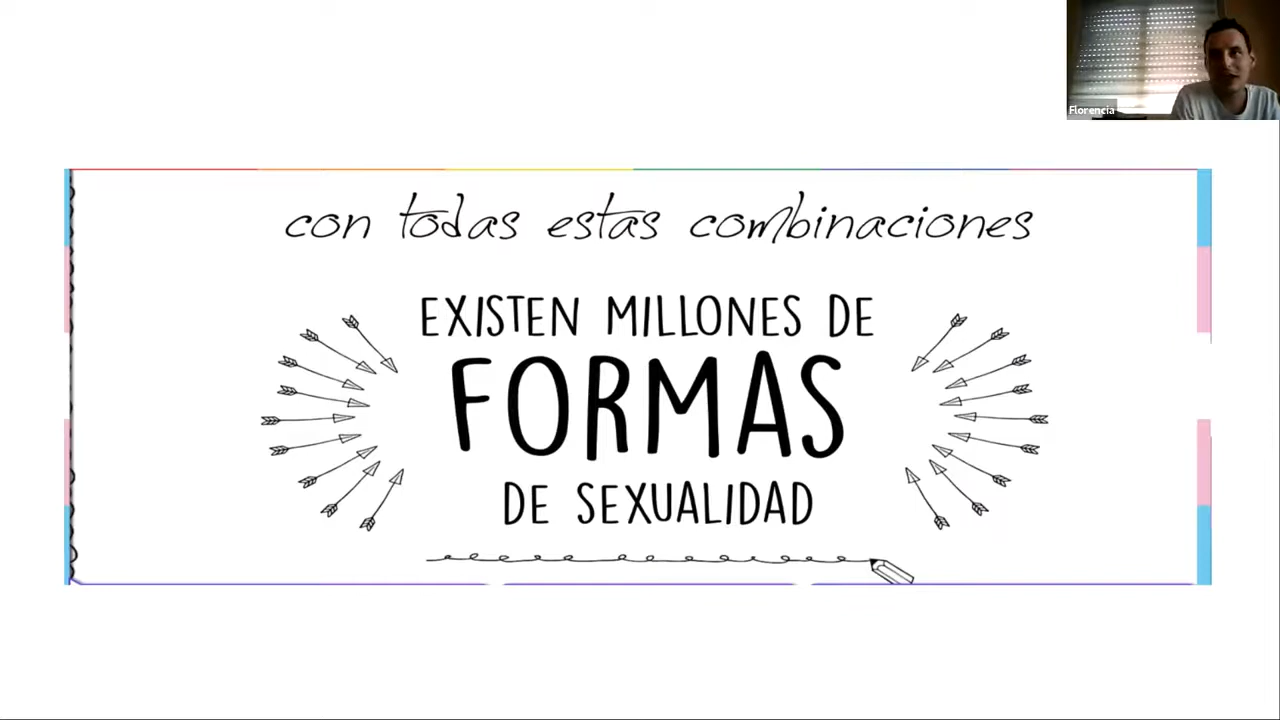 Florencia
con todas estas combinaciones
EXISTEN MILLONES DE
FORMAS
DE SEXUALIDAD